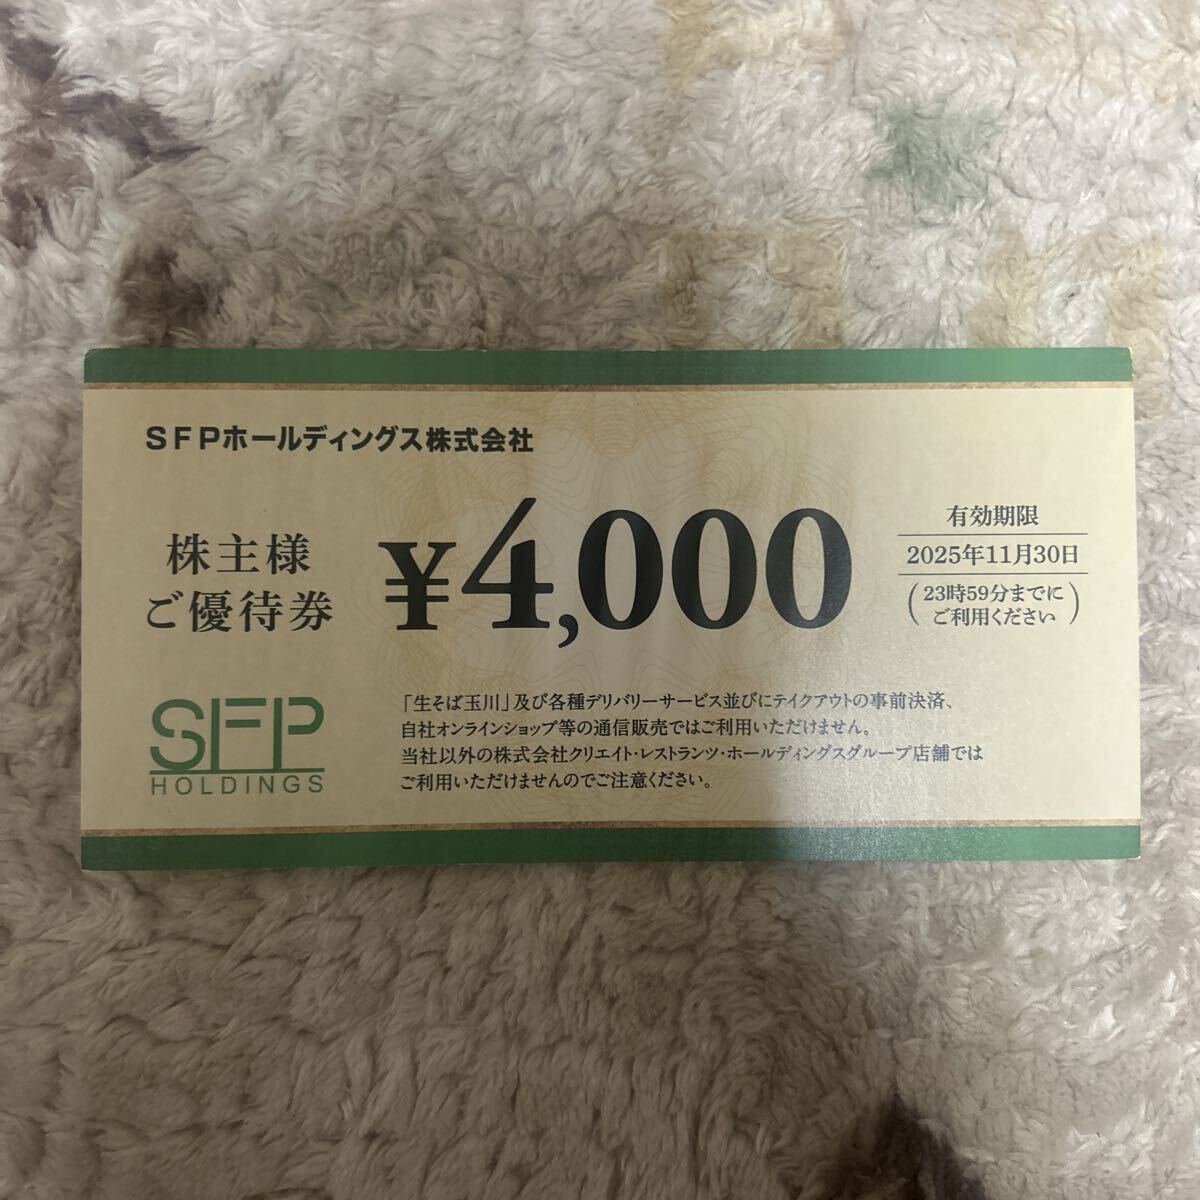 SFPホールディングス株式会社
株主様
ご優待券
¥4,000
有効期限
2025年11月30日
(23時59分までに
ご利用ください)
SFP
HOLDINGS
「生そば玉川」及び各種デリバリーサービス並びにテイクアウトの事前決済、
自社オンラインショップ等の通信販売ではご利用いただけません。
当社以外の株式会社クリエイト・レストランツ・ホールディングスグループ店舗では
ご利用いただけませんのでご注意ください。